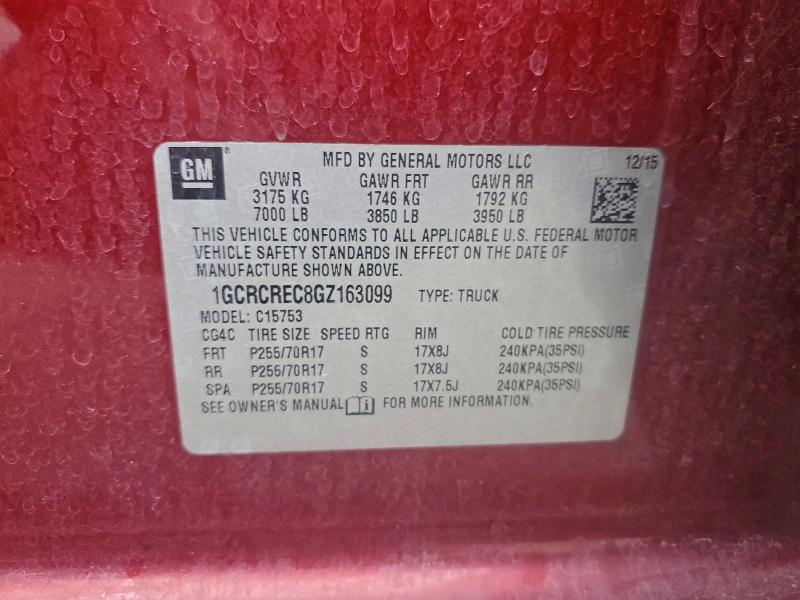 GM ®
MFD BY GENERAL MOTORS LLC 12/15
GVWR GAWR FRT GAWR RR
3175 KG 1746 KG 1792 KG
7000 LB 3850 LB 3950 LB
THIS VEHICLE CONFORMS TO ALL APPLICABLE U.S. FEDERAL MOTOR
VEHICLE SAFETY STANDARDS IN EFFECT ON THE DATE OF
MANUFACTURE SHOWN ABOVE.
1GCRCREC8GZ163099 TYPE: TRUCK
MODEL: C15753
CG4C TIRE SIZE SPEED RTG RIM COLD TIRE PRESSURE
FRT P255/70R17 S 17X8J 240KPA(35PSI)
RR P255/70R17 S 17X8J 240KPA(35PSI)
SPA P255/70R17 S 17X7.5J 240KPA(35PSI)
SEE OWNER'S MANUAL i FOR MORE INFORMATION.